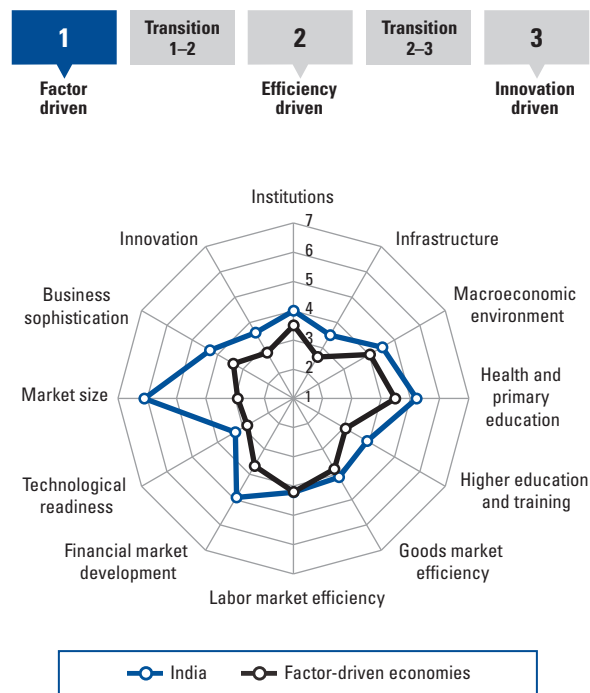 1
Transition
1–2
2
Transition
2–3
3
Factor
driven
Efficiency
driven
Innovation
driven
Institutions
7
Innovation
Infrastructure
6
5
Business
sophistication
Macroeconomic
environment
4
3
2
Market size
1
Health and
primary
education
Technological
readiness
Higher education
and training
Financial market
development
Goods market
efficiency
Labor market efficiency
India
Factor-driven economies